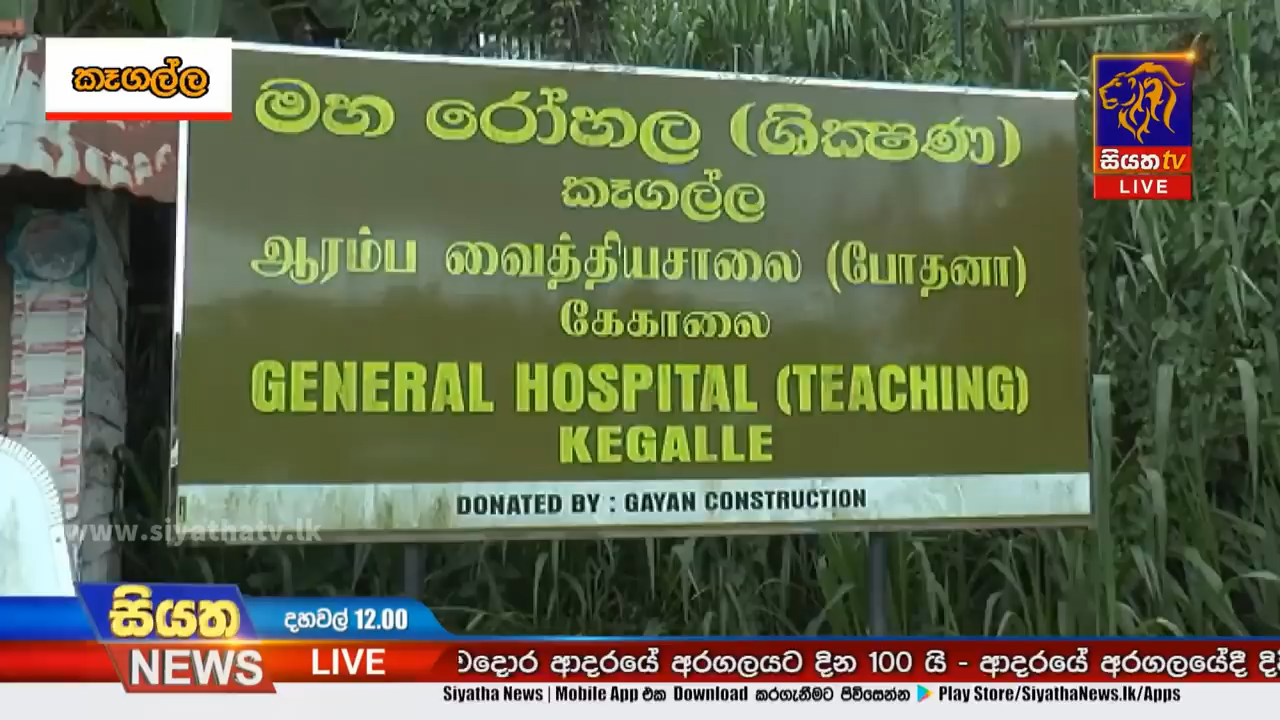 කෑගල්ල
මහ රෝහල (ශික්ෂණ)
කෑගල්ල
ஆரம்ப வைத்தியசாலை (போதனா)
கேகாலை
GENERAL HOSPITAL (TEACHING)
KEGALLE
DONATED BY : GAYAN CONSTRUCTION
සියත tv
LIVE
www.siyathatv.lk
සියත
NEWS
දහවල් 12.00
LIVE
ආදරයේ අරගලයට දින 100 යි - ආදරයේ අරගලයේදී
Siyatha News | Mobile App එක Download කරගැනීමට පිවිසෙන්න Play Store/SiyathaNews.lk/Apps